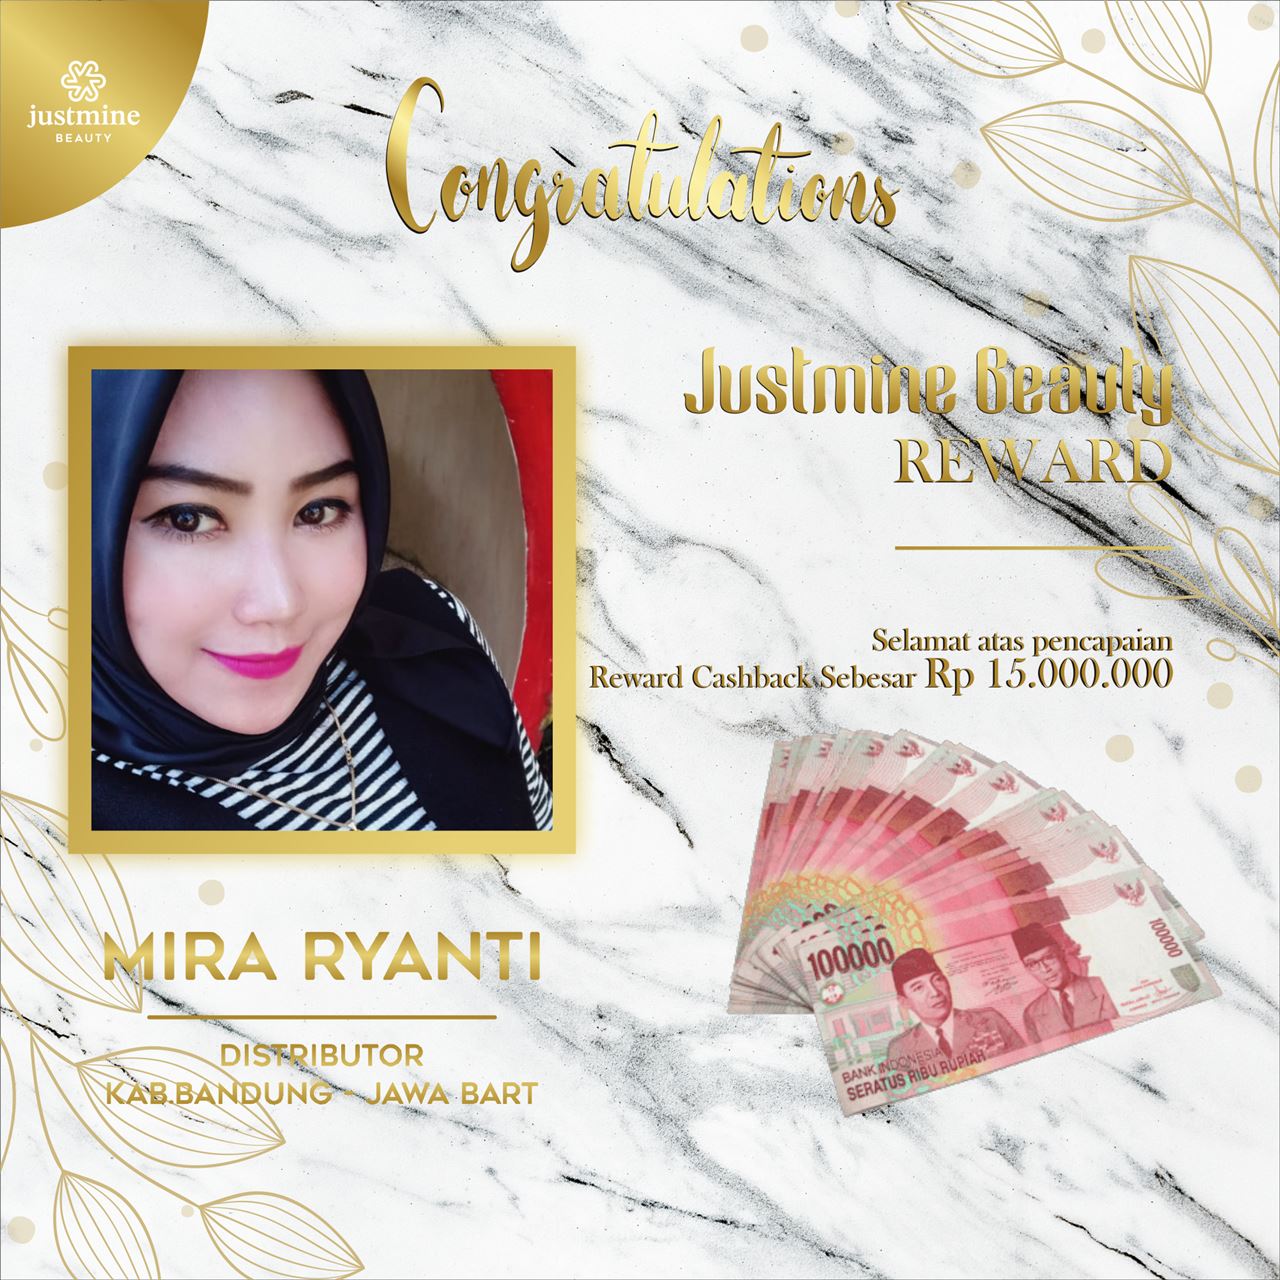 justmine
BEAUTY
Congratulations
Justmine Beauty
REWARD
Selamat atas pencapaian
Reward Cashback Sebesar Rp 15.000.000
MIRA RYANTI
DISTRIBUTOR
KAB.BANDUNG - JAWA BART
100000
100000
BANK INDONESIA
SERATUS RIBU RUPIAH